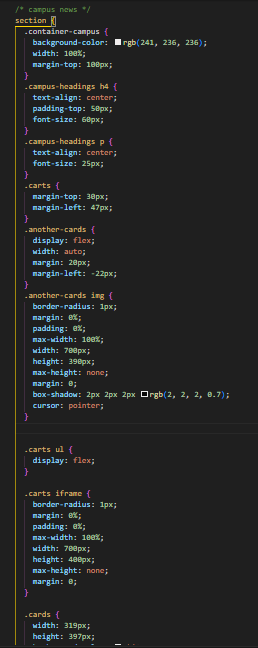 /* campus news */
section {
.container-campus {
background-color: rgb(241, 236, 236);
width: 100%;
margin-top: 100px;
}
.campus-headings h4 {
text-align: center;
padding-top: 50px;
font-size: 60px;
}
.campus-headings p {
text-align: center;
font-size: 25px;
}
.carts {
margin-top: 30px;
margin-left: 47px;
}
.another-cards {
display: flex;
width: auto;
margin: 20px;
margin-left: -22px;
}
.another-cards img {
border-radius: 1px;
margin: 0%;
padding: 0%;
max-width: 100%;
width: 700px;
height: 390px;
max-height: none;
margin: 0;
box-shadow: 2px 2px 2px rgb(2, 2, 2, 0.7);
cursor: pointer;
}
.carts ul {
display: flex;
}
.carts iframe {
border-radius: 1px;
margin: 0%;
padding: 0%;
max-width: 100%;
width: 700px;
height: 400px;
max-height: none;
margin: 0;
}
.cards {
width: 319px;
height: 397px;